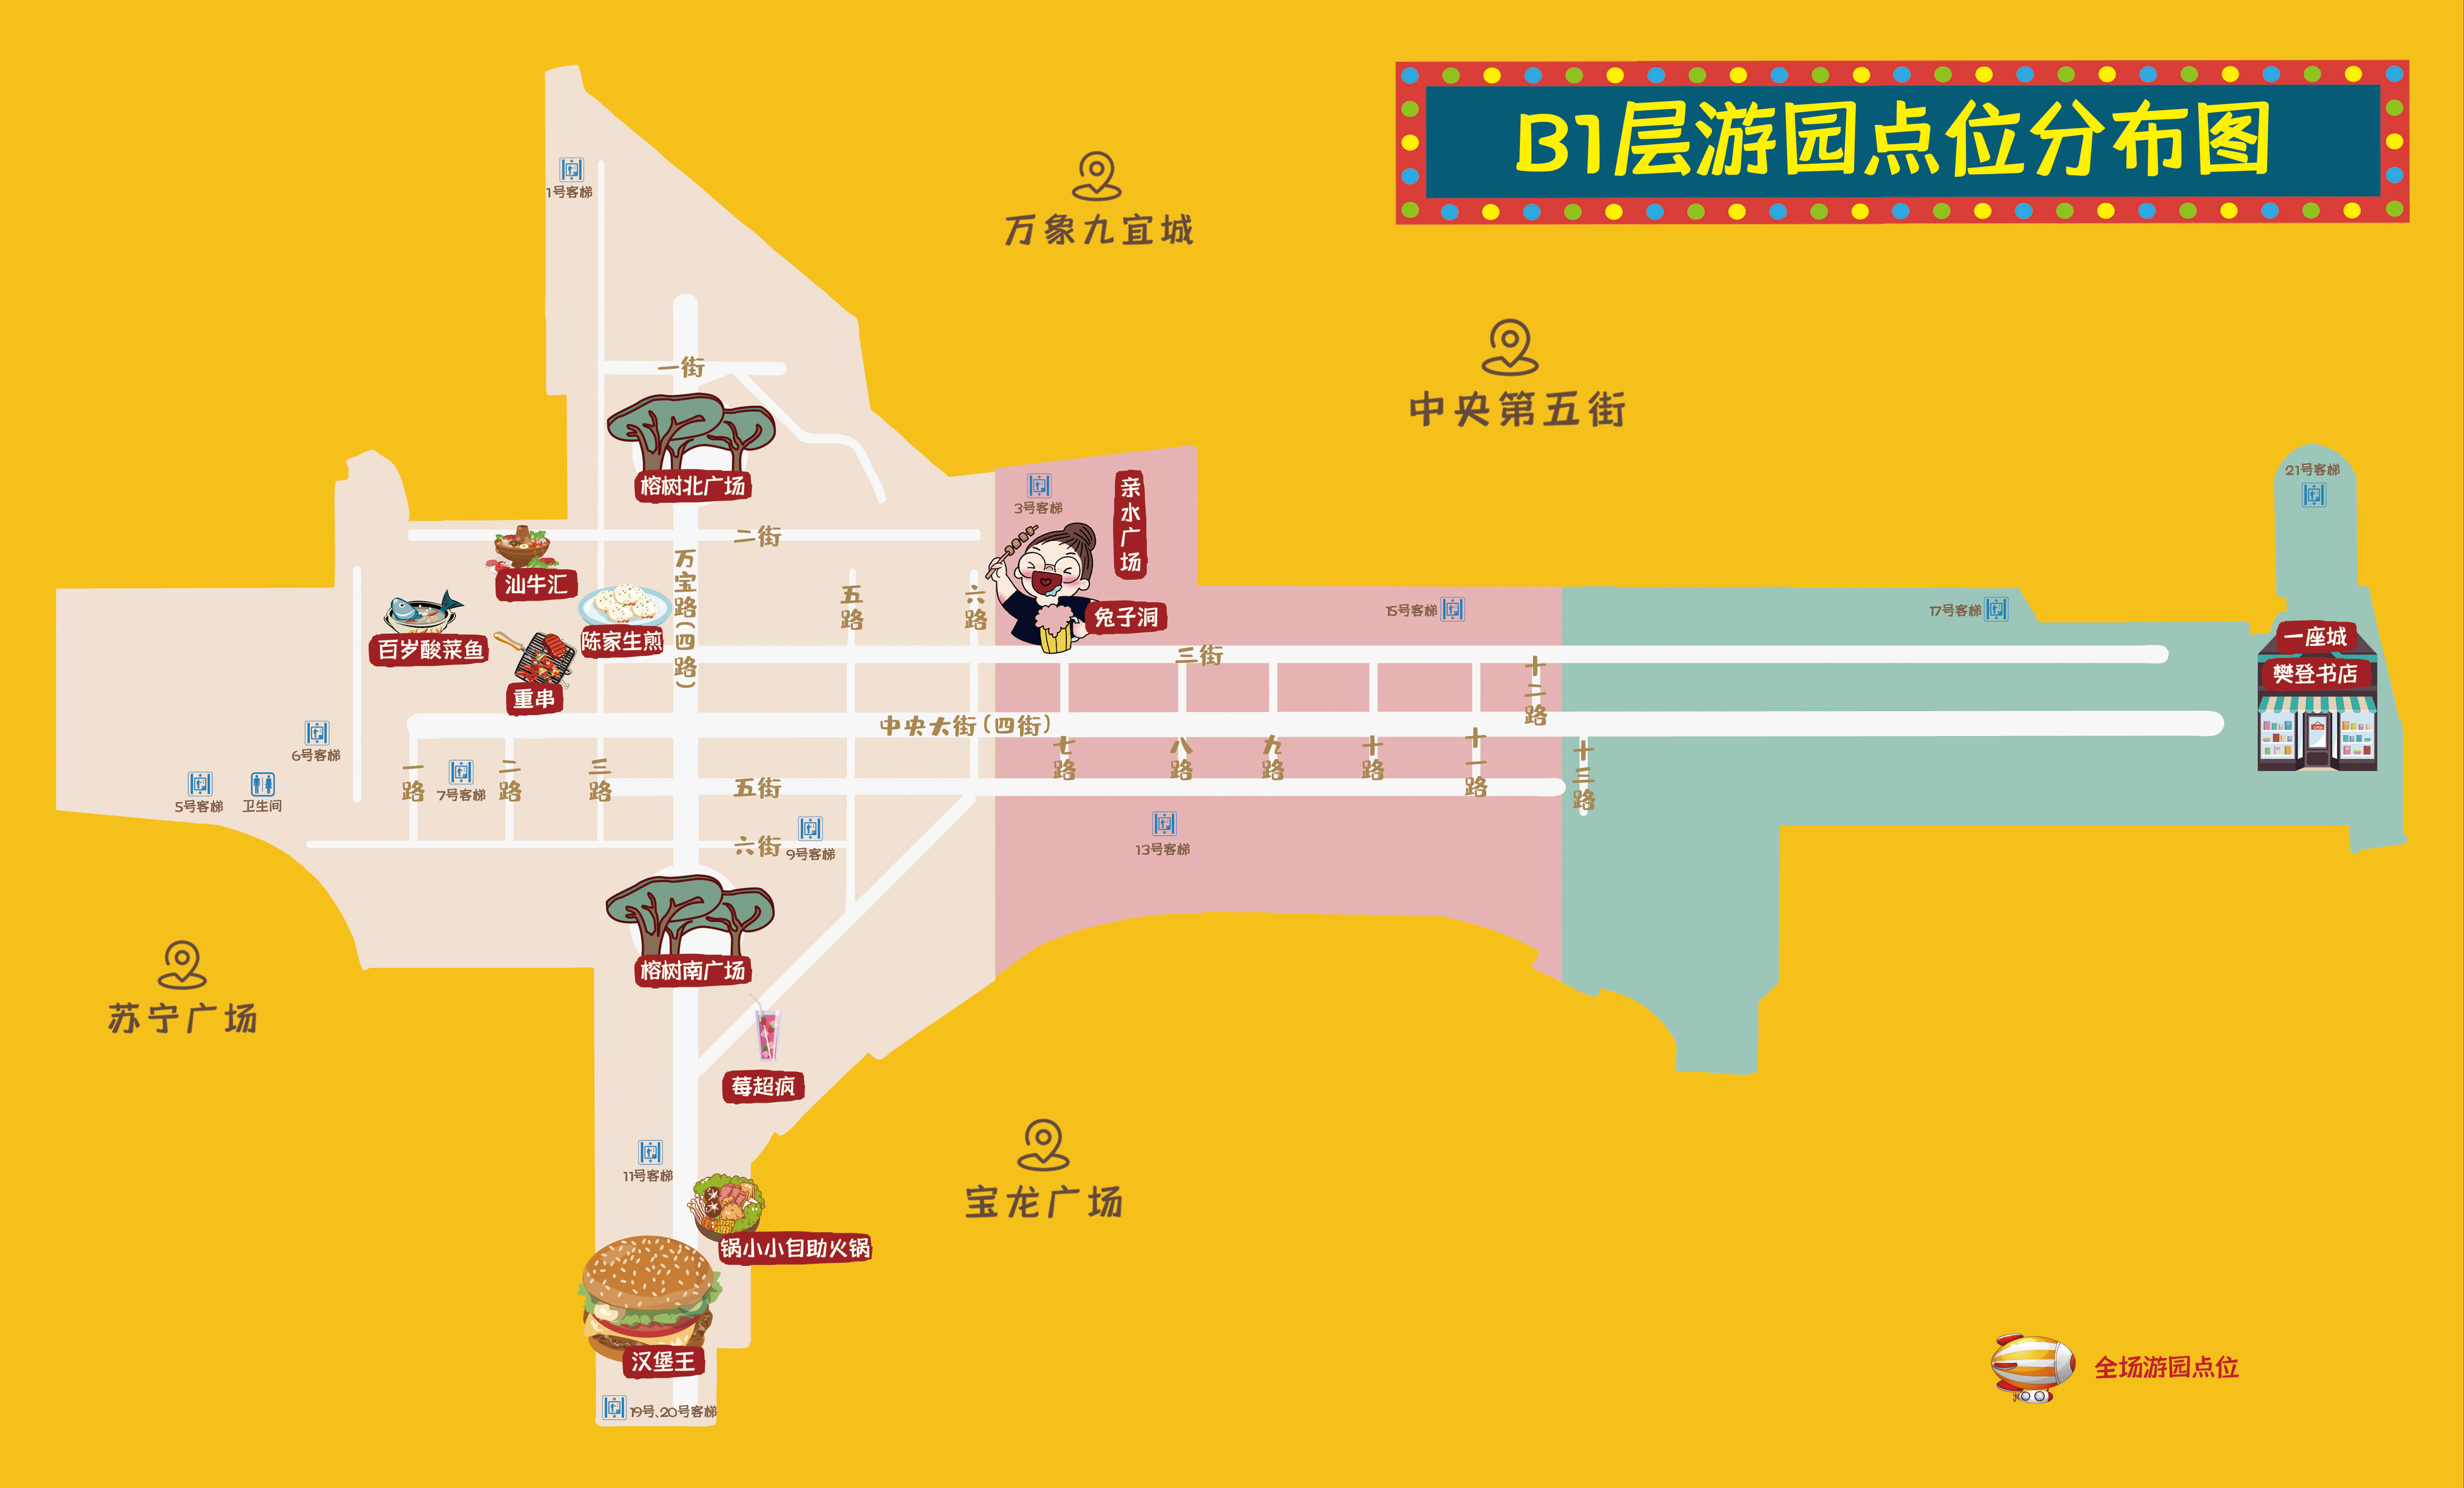 B1层游园点位分布图
1号客梯
万象九宜城
一街
中央第五街
榕树北广场
21号客梯
3号客梯
亲水广场
二街
汕牛汇
万宝路(四路)
五路
六路
兔子洞
15号客梯
17号客梯
百岁酸菜鱼
陈家生煎
三街
一座城
樊登书店
重串
十二路
中央大街(四街)
6号客梯
七路
八路
九路
十路
十一路
十三路
5号客梯
卫生间
一路
7号客梯
二路
三路
五街
六街
9号客梯
13号客梯
榕树南广场
苏宁广场
莓超疯
11号客梯
宝龙广场
锅小小自助火锅
汉堡王
全场游园点位
19号、20号客梯